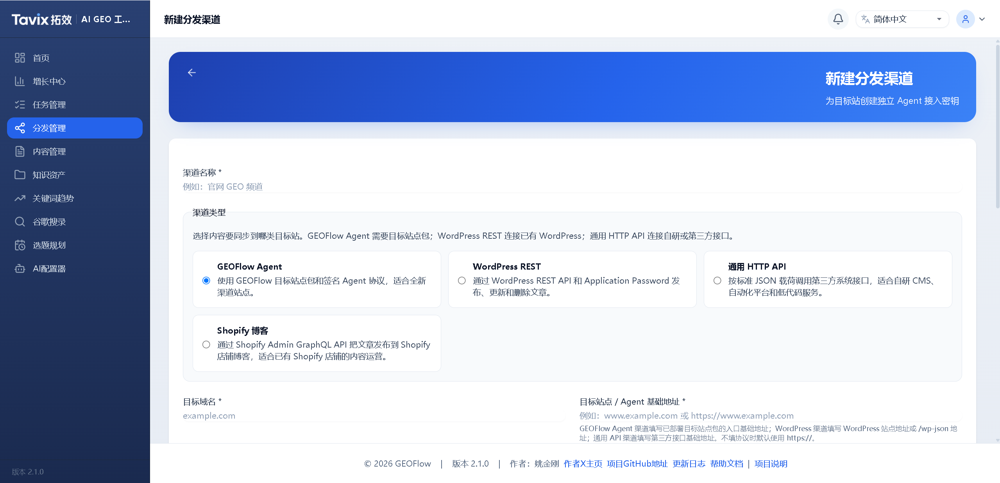 Tavix 拓效 AI GEO 工...
新建分发渠道
简体中文
首页
增长中心
任务管理
分发管理
内容管理
知识资产
关键词趋势
谷歌搜录
选题规划
AI配置器
版本 2.1.0
新建分发渠道
为目标站创建独立 Agent 接入密钥
渠道名称 *
例如：官网 GEO 频道
渠道类型
选择内容要同步到哪类目标站。GEOFlow Agent 需要目标站点包；WordPress REST 连接已有 WordPress；通用 HTTP API 连接自研或第三方接口。
GEOFlow Agent
使用 GEOFlow 目标站点包和签名 Agent 协议，适合全新
渠道站点。
WordPress REST
通过 WordPress REST API 和 Application Password 发
布、更新和删除文章。
通用 HTTP API
按标准 JSON 载荷调用第三方系统接口，适合自研 CMS、
自动化平台和低代码服务。
Shopify 博客
通过 Shopify Admin GraphQL API 把文章发布到 Shopify
店铺博客，适合已有 Shopify 店铺的内容运营。
目标域名 *
example.com
目标站点 / Agent 基础地址 *
例如：www.example.com 或 https://www.example.com
GEOFlow Agent 渠道填写已部署目标站点包的入口基础地址；WordPress 渠道填写 WordPress 站点地址或 /wp-json 地
址；通用 API 渠道填写第三方接口基础地址。不填协议时默认使用 https://。
© 2026 GEOFlow | 版本 2.1.0 | 作者：姚金刚 作者X主页 项目GitHub地址 更新日志 帮助文档 | 项目说明